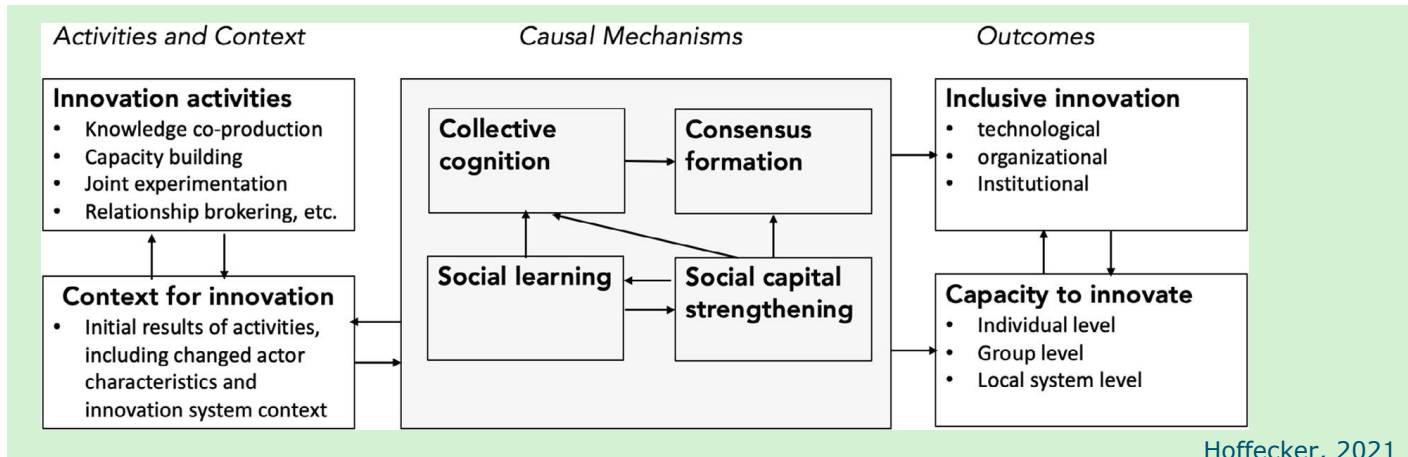 Activities and Context
Causal Mechanisms
Outcomes
Innovation activities
• Knowledge co-production
• Capacity building
• Joint experimentation
• Relationship brokering, etc.
Context for innovation
• Initial results of activities,
including changed actor
characteristics and
innovation system context
Collective
cognition
Consensus
formation
Social learning
Social capital
strengthening
Inclusive innovation
• technological
• organizational
• Institutional
Capacity to innovate
• Individual level
• Group level
• Local system level
Hoffecker, 2021